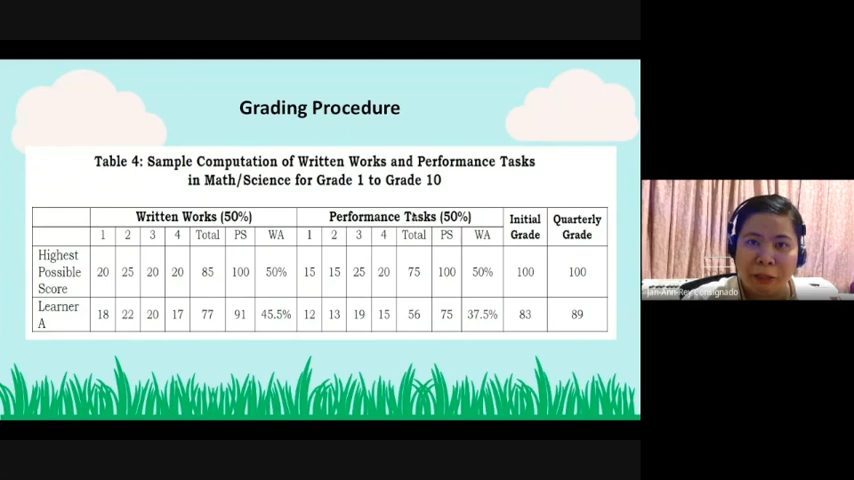 Grading Procedure
Table 4: Sample Computation of Written Works and Performance Tasks
in Math/Science for Grade 1 to Grade 10
Written Works (50%) Performance Tasks (50%) Initial Grade Quarterly Grade
1 2 3 4 Total PS WA 1 2 3 4 Total PS WA
Highest Possible Score 20 25 20 20 85 100 50% 15 15 25 20 75 100 50% 100 100
Learner A 18 22 20 17 77 91 45.5% 12 13 19 15 56 75 37.5% 83 89
Jan-Ann-Rey Consignado